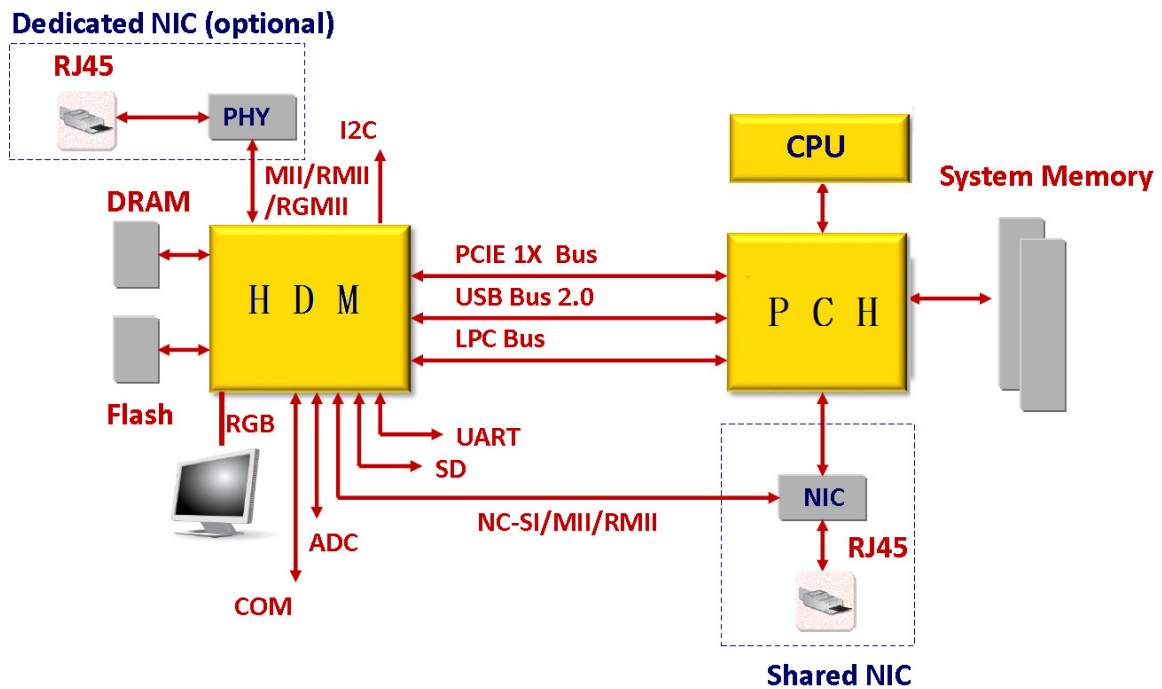 Dedicated NIC (optional)
RJ45
PHY
I2C
MII/RMII
/RGMII
DRAM
CPU
System Memory
H D M
PCIE 1X Bus
USB Bus 2.0
LPC Bus
P C H
Flash
RGB
UART
SD
NC-SI/MII/RMII
ADC
COM
NIC
RJ45
Shared NIC